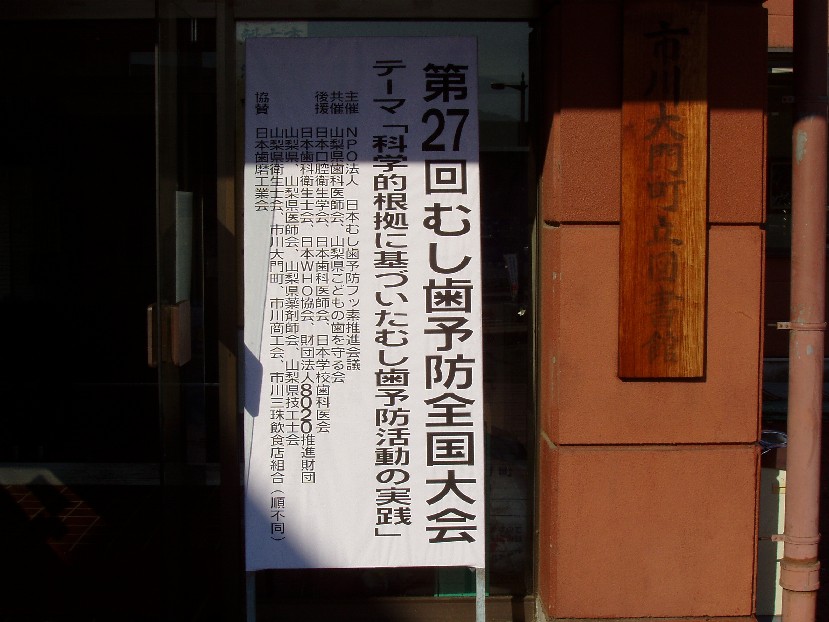 市川大門町立図書館
第27回むし歯予防全国大会
テーマ「科学的根拠に基づいたむし歯予防活動の実践」
主催 NPO法人 日本むし歯予防フッ素推進会議
共催 山梨県歯科医師会、山梨県こどもの歯を守る会
後援 日本口腔衛生学会、日本歯科医師会、日本学校歯科医会
日本歯科衛生士会、日本WHO協会、財団法人8020推進財団
山梨県、山梨県医師会、山梨県薬剤師会、山梨県技工士会
山梨県衛生士会、市川大門町、市川商工会、市川三珠飲食店組合(順不同)
協賛 日本歯磨工業会